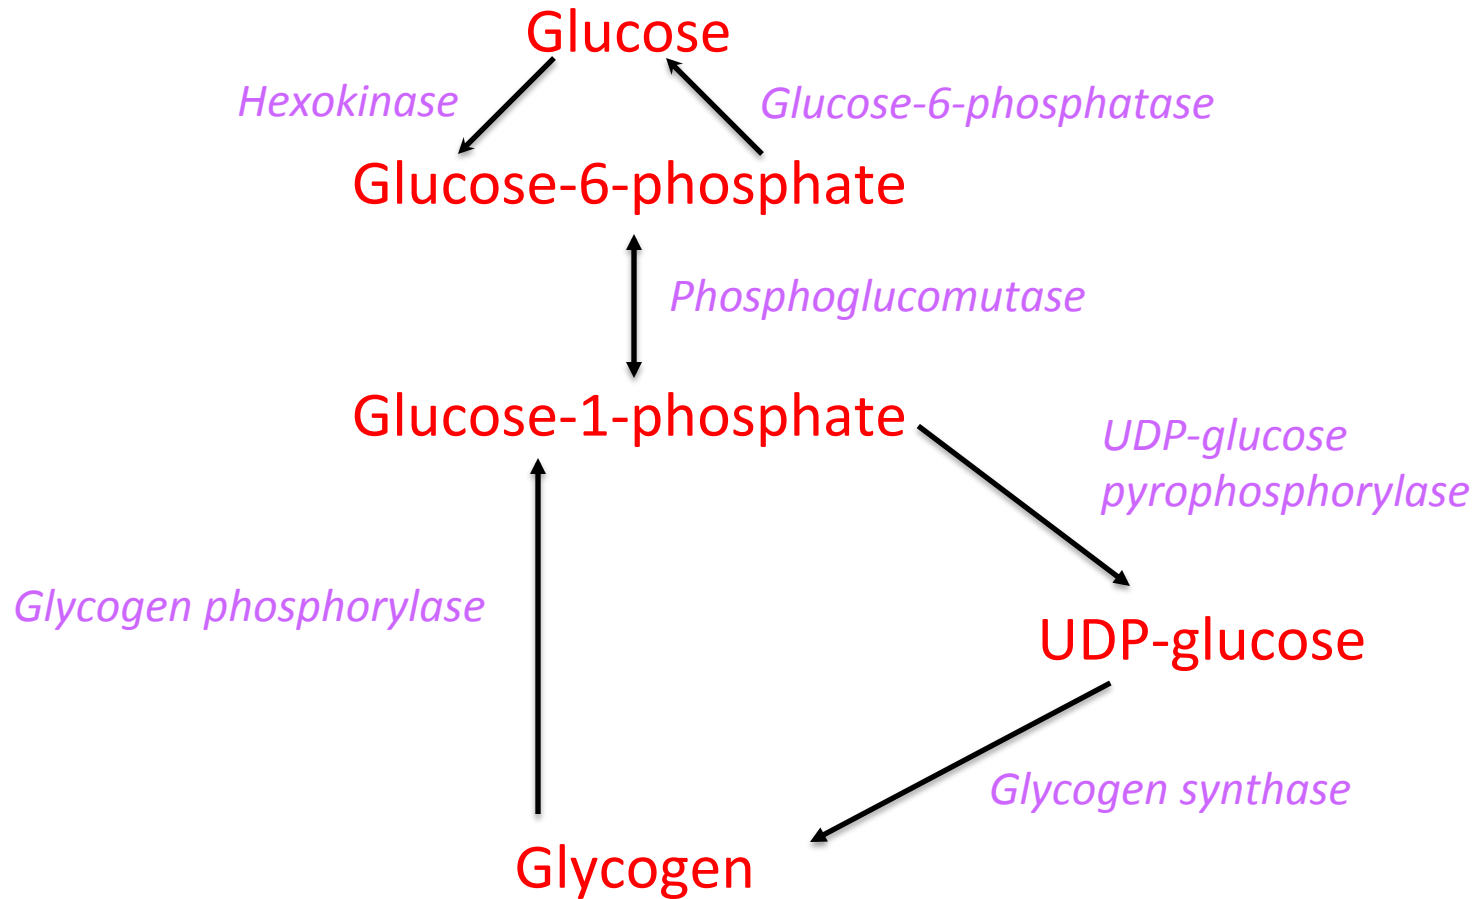 Glucose
Hexokinase
Glucose-6-phosphatase
Glucose-6-phosphate
Phosphoglucomutase
Glucose-1-phosphate
UDP-glucose
pyrophosphorylase
Glycogen phosphorylase
UDP-glucose
Glycogen synthase
Glycogen